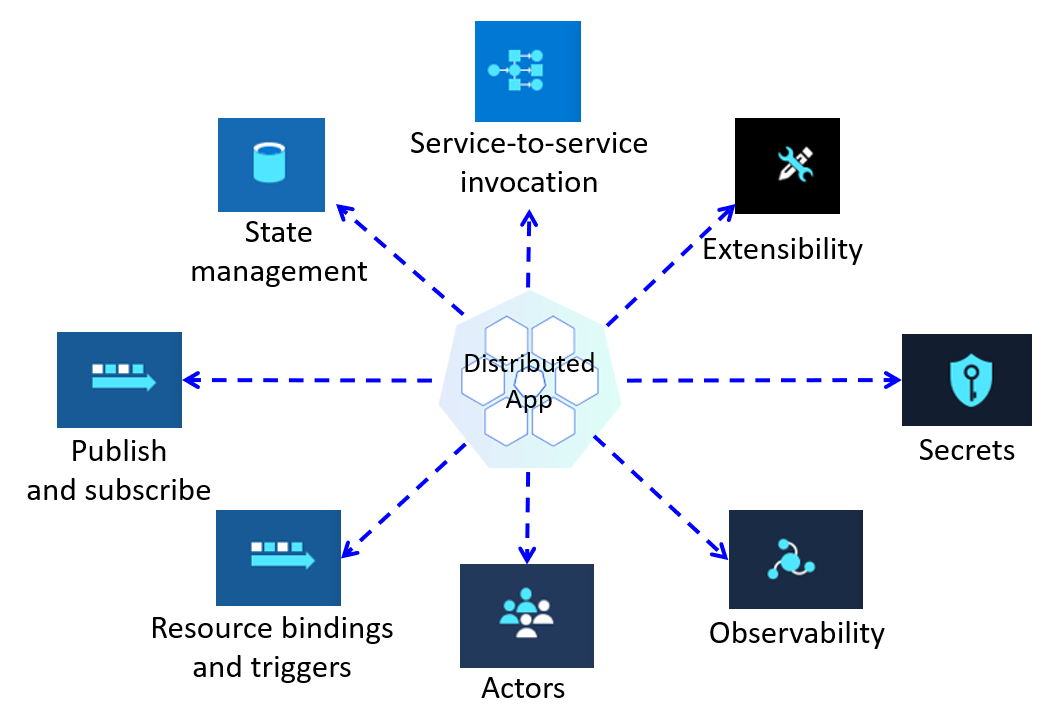 Service-to-service
invocation
State
management
Extensibility
Distributed
App
Publish
and subscribe
Secrets
Resource bindings
and triggers
Observability
Actors